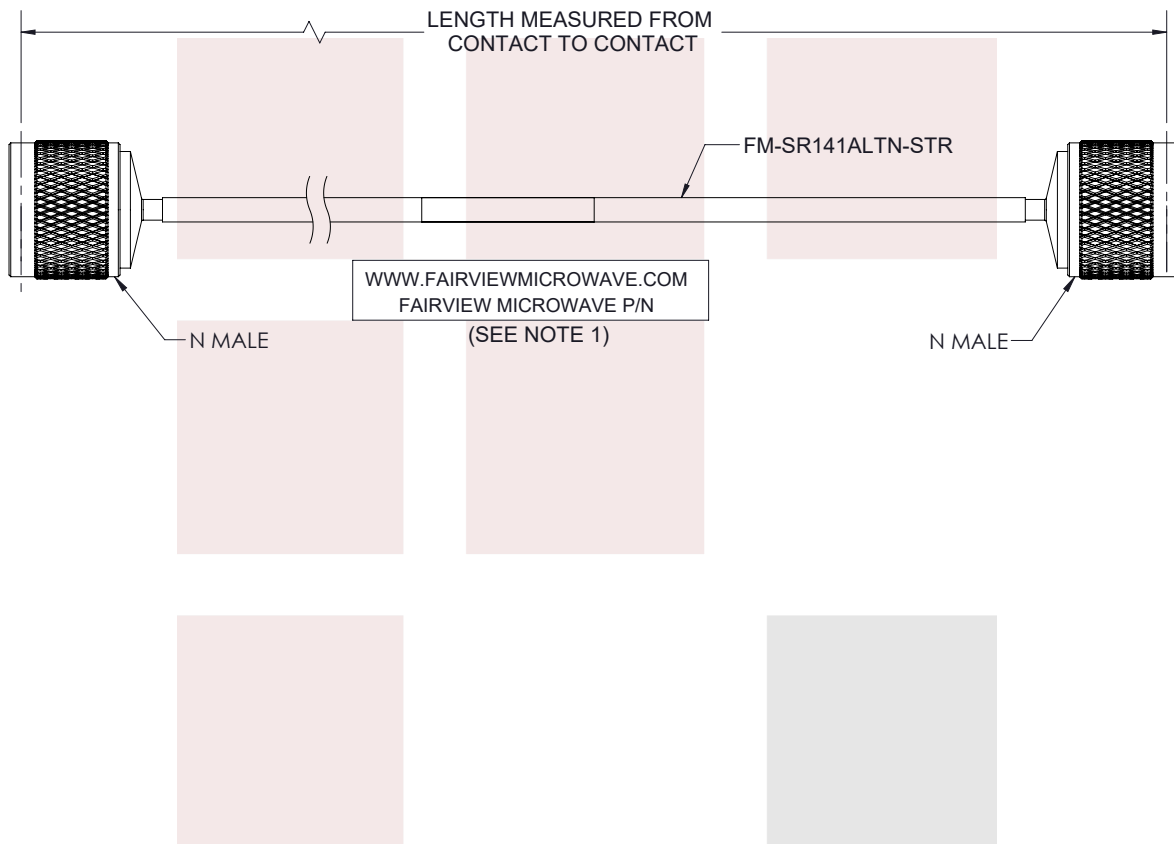 LENGTH MEASURED FROM
CONTACT TO CONTACT
FM-SR141ALTN-STR
WWW.FAIRVIEWMICROWAVE.COM
FAIRVIEW MICROWAVE P/N
(SEE NOTE 1)
N MALE
N MALE